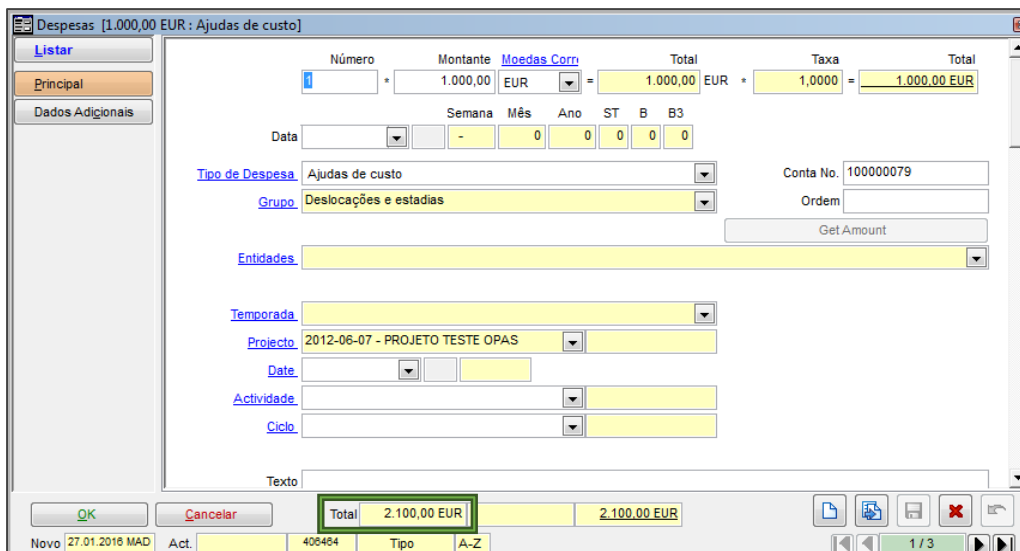 Despesas [1.000,00 EUR : Ajudas de custo]
Listar
Principal
Dados Adicionais
Número Montante Moedas Corr Total Taxa Total
1 * 1.000,00 EUR = 1.000,00 EUR * 1,0000 = 1.000,00 EUR
Semana Mês Ano ST B B3
Data - 0 0 0 0 0
Tipo de Despesa Ajudas de custo Conta No. 100000079
Grupo Deslocações e estadias Ordem
Get Amount
Entidades
Temporada
Projecto 2012-06-07 - PROJETO TESTE OPAS
Date
Actividade
Ciclo
Texto
OK Cancelar Total 2.100,00 EUR 2.100,00 EUR
Novo 27.01.2016 MAD Act. 406464 Tipo A-Z 1 / 3